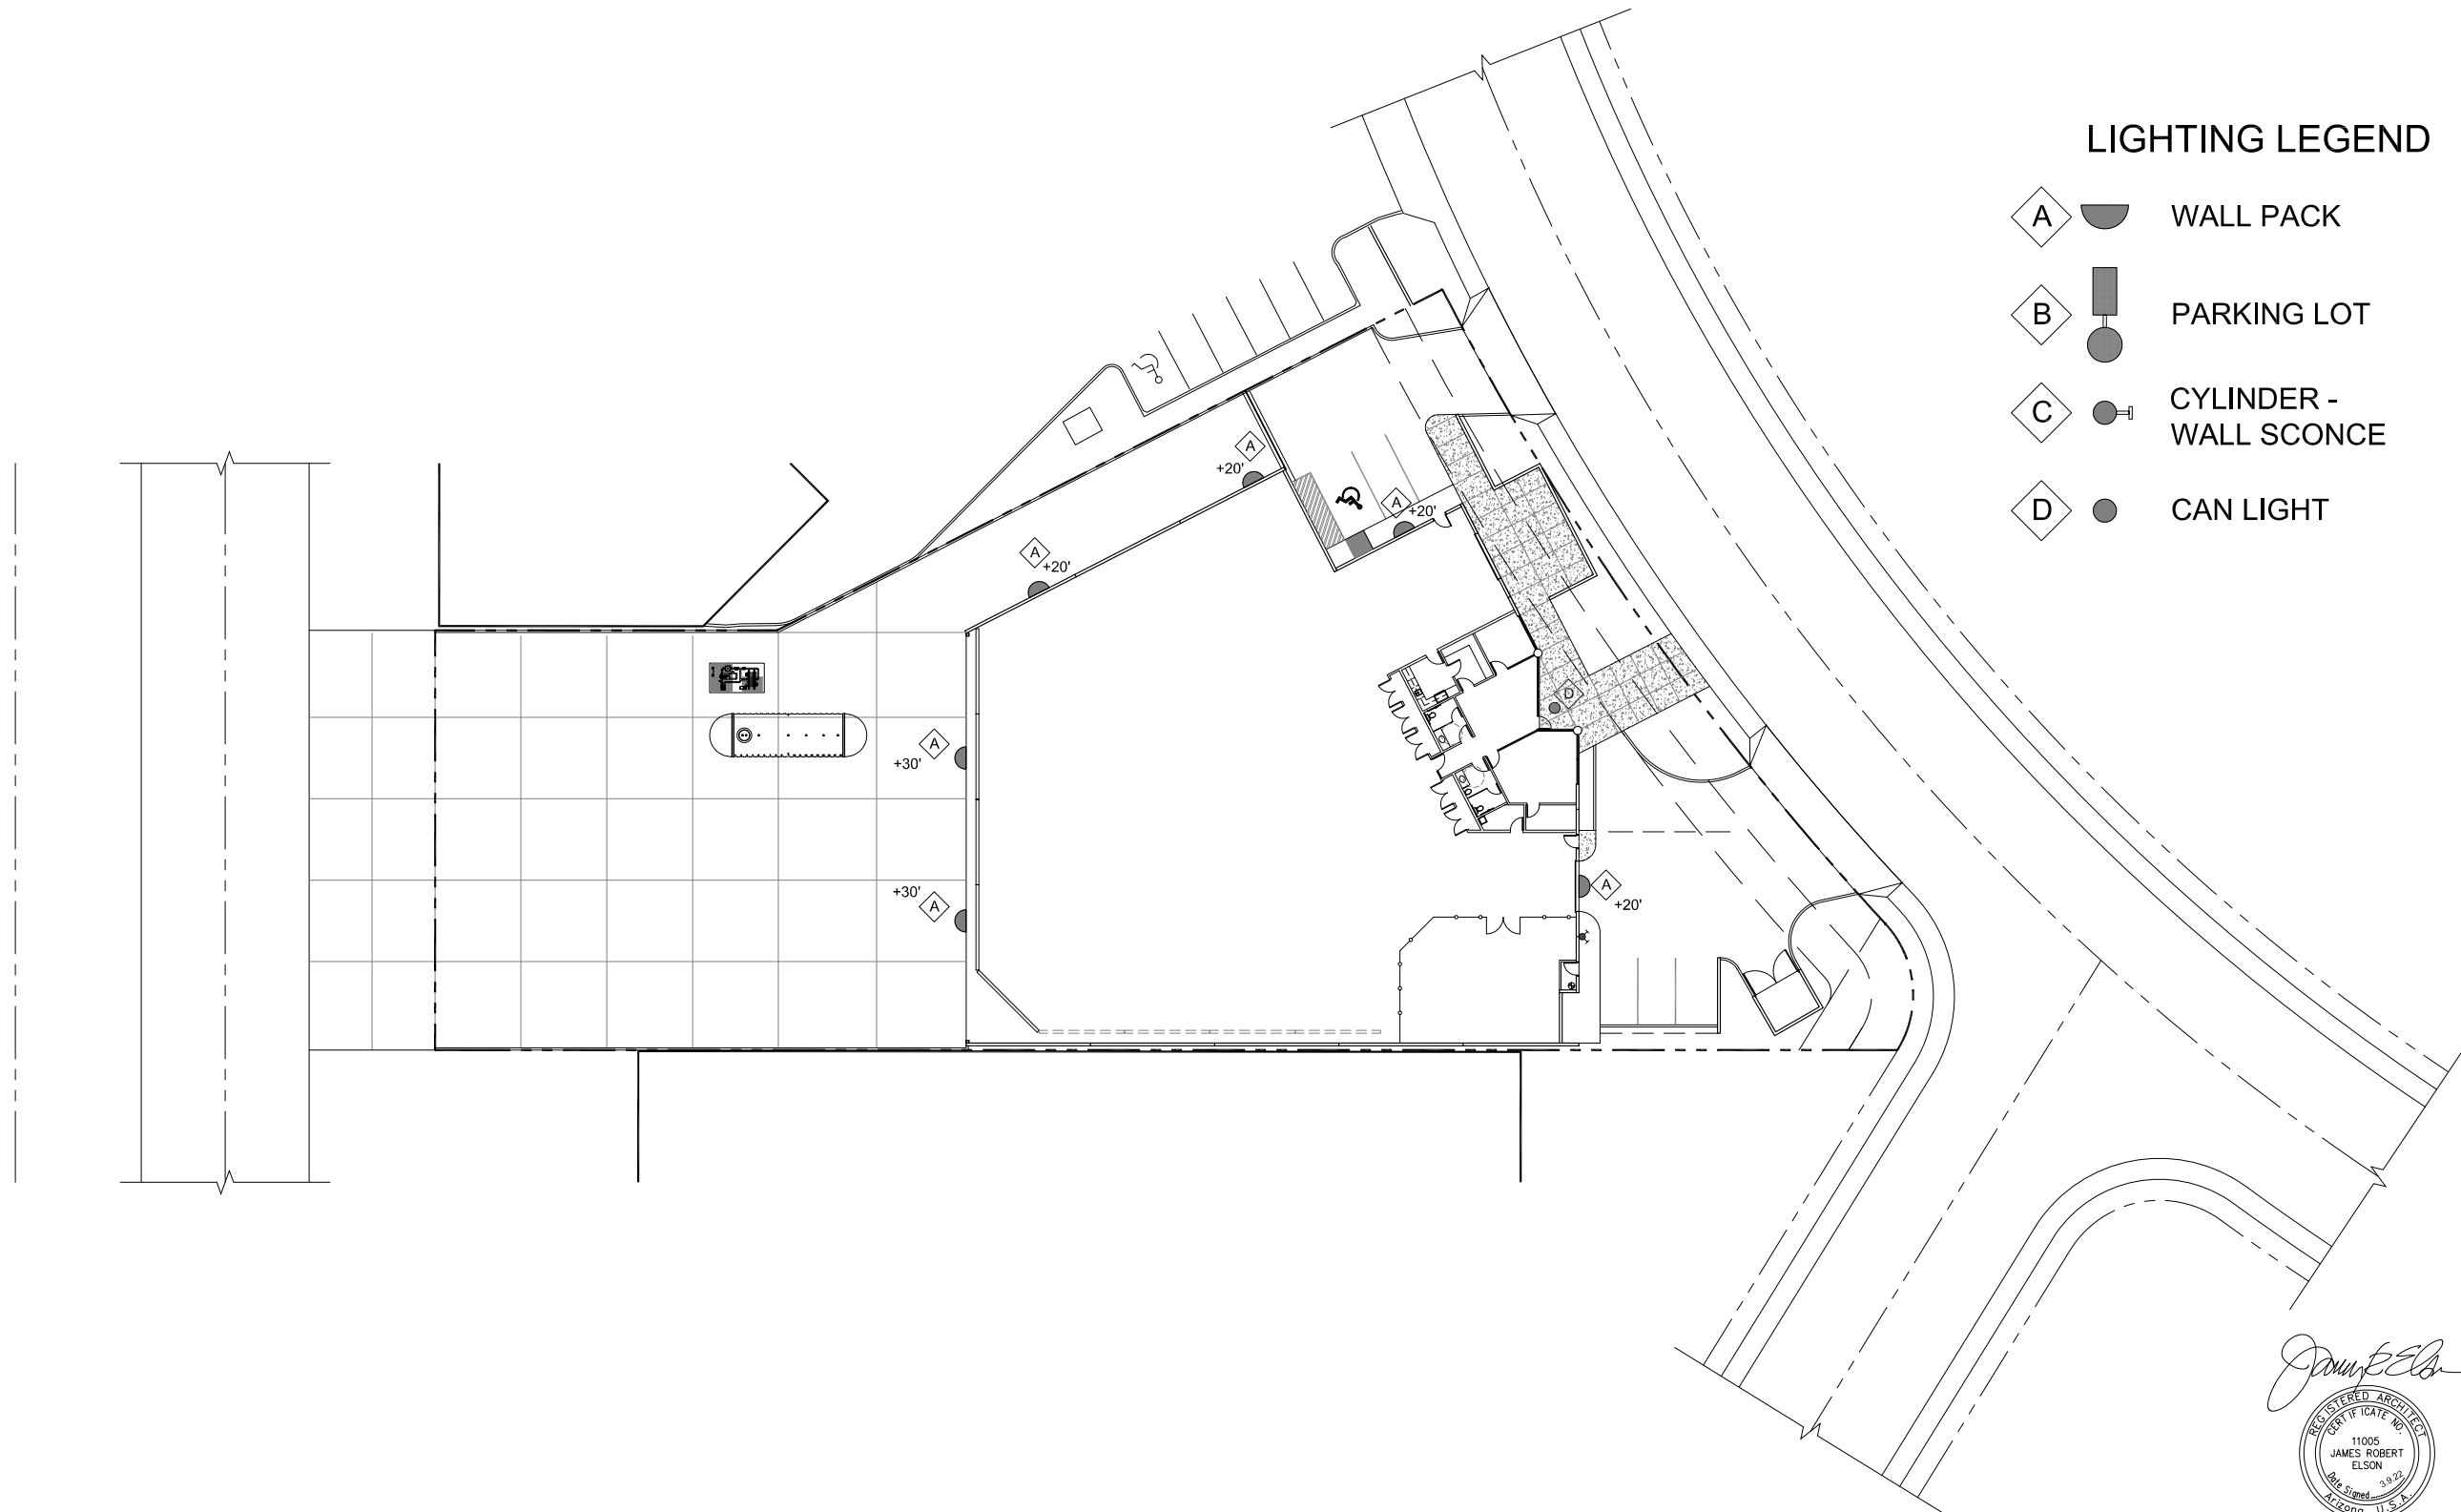 LIGHTING LEGEND
A WALL PACK
B PARKING LOT
C CYLINDER -
WALL SCONCE
D CAN LIGHT
A
+20'
A
+20'
A
+20'
D
A
+30'
+30'
A
A
+20'
REGISTERED ARCHITECT
CERTIFICATE NO.
11005
JAMES ROBERT
ELSON
Date Signed 3.9.22
Arizona U.S.A.